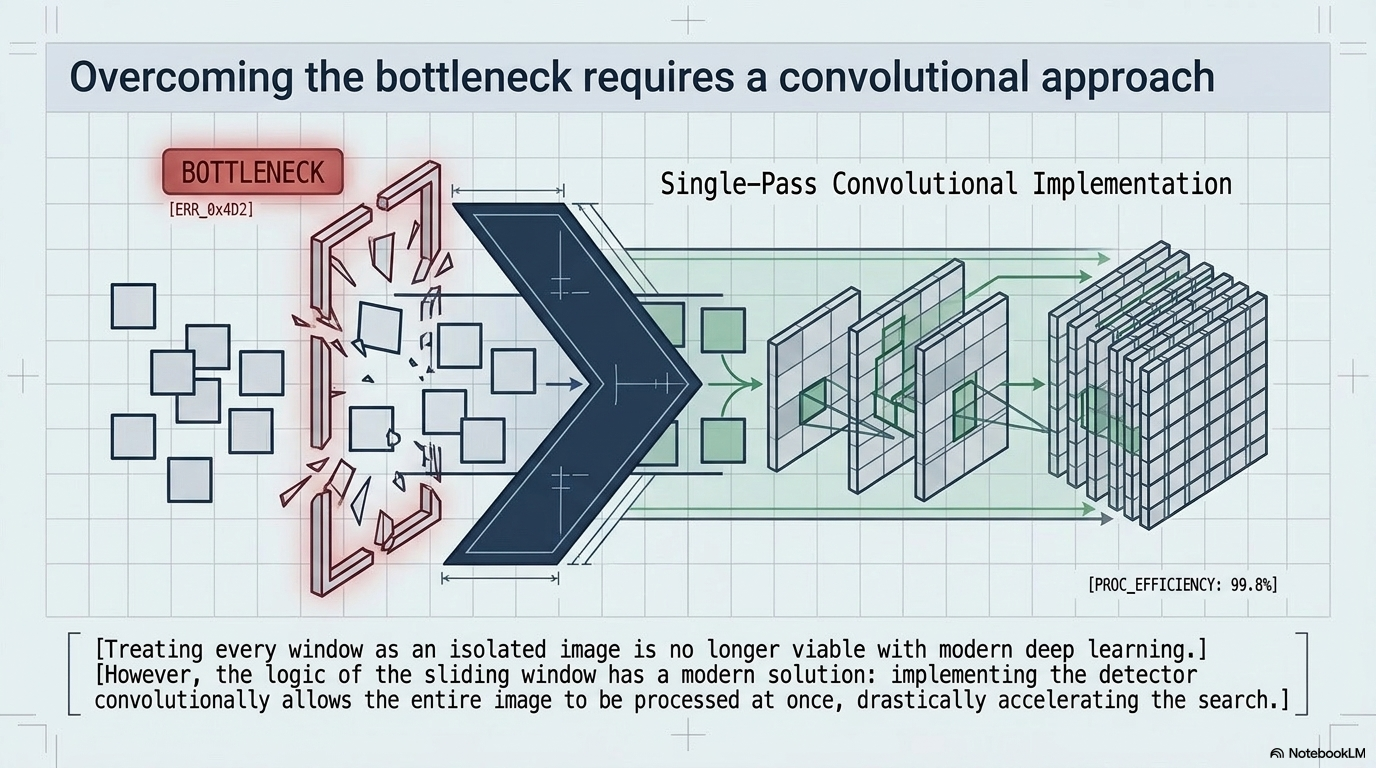 Overcoming the bottleneck requires a convolutional approach
BOTTLENECK
[ERR_0x4D2]
Single-Pass Convolutional Implementation
[PROC_EFFICIENCY: 99.8%]
[Treating every window as an isolated image is no longer viable with modern deep learning.]
[However, the logic of the sliding window has a modern solution: implementing the detector
convolutionally allows the entire image to be processed at once, drastically accelerating the search.]
NotebookLM